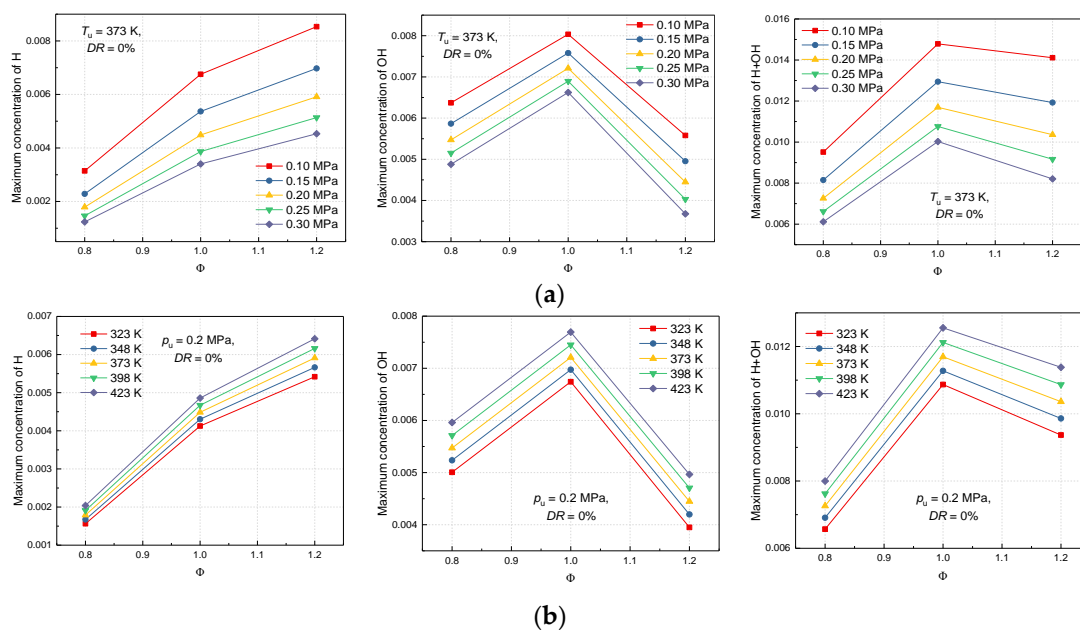 Maximum concentration of H
0.008
0.006
0.004
0.002
T_u = 373 K,
DR = 0%
0.10 MPa
0.15 MPa
0.20 MPa
0.25 MPa
0.30 MPa
0.8 0.9 1.0 1.1 1.2
Φ
Maximum concentration of OH
0.008
0.007
0.006
0.005
0.004
0.003
T_u = 373 K,
DR = 0%
0.10 MPa
0.15 MPa
0.20 MPa
0.25 MPa
0.30 MPa
0.8 0.9 1.0 1.1 1.2
Φ
Maximum concentration of H+OH
0.016
0.014
0.012
0.010
0.008
0.006
0.10 MPa
0.15 MPa
0.20 MPa
0.25 MPa
0.30 MPa
T_u = 373 K,
DR = 0%
0.8 0.9 1.0 1.1 1.2
Φ
(a)
Maximum concentration of H
0.007
0.006
0.005
0.004
0.003
0.002
0.001
323 K
348 K
373 K
398 K
423 K
p_u = 0.2 MPa,
DR = 0%
0.8 0.9 1.0 1.1 1.2
Φ
Maximum concentration of OH
0.008
0.007
0.006
0.005
0.004
323 K
348 K
373 K
398 K
423 K
p_u = 0.2 MPa,
DR = 0%
0.8 0.9 1.0 1.1 1.2
Φ
Maximum concentration of H+OH
0.012
0.010
0.008
0.006
323 K
348 K
373 K
398 K
423 K
p_u = 0.2 MPa,
DR = 0%
0.8 0.9 1.0 1.1 1.2
Φ
(b)